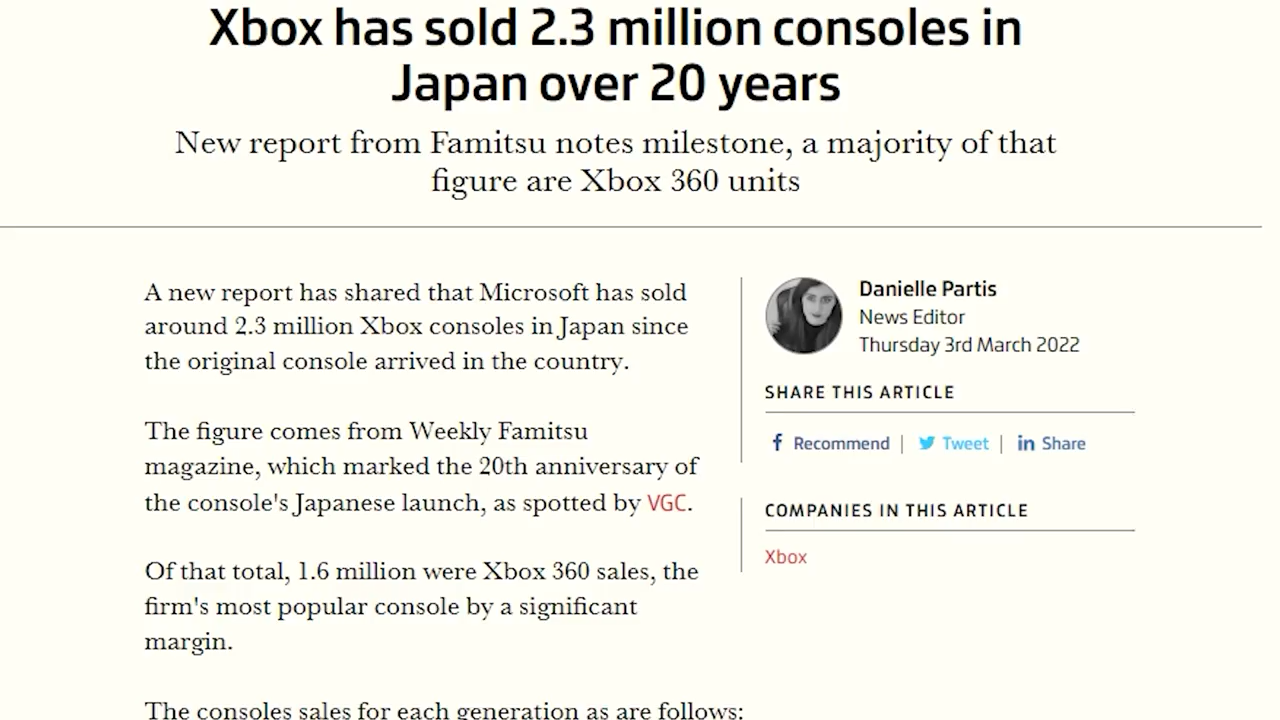 Xbox has sold 2.3 million consoles in
Japan over 20 years
New report from Famitsu notes milestone, a majority of that
figure are Xbox 360 units
A new report has shared that Microsoft has sold
around 2.3 million Xbox consoles in Japan since
the original console arrived in the country.
The figure comes from Weekly Famitsu
magazine, which marked the 20th anniversary of
the console's Japanese launch, as spotted by VGC.
Of that total, 1.6 million were Xbox 360 sales, the
firm's most popular console by a significant
margin.
The consoles sales for each generation as are follows:
Danielle Partis
News Editor
Thursday 3rd March 2022
SHARE THIS ARTICLE
f Recommend | Tweet | in Share
COMPANIES IN THIS ARTICLE
Xbox